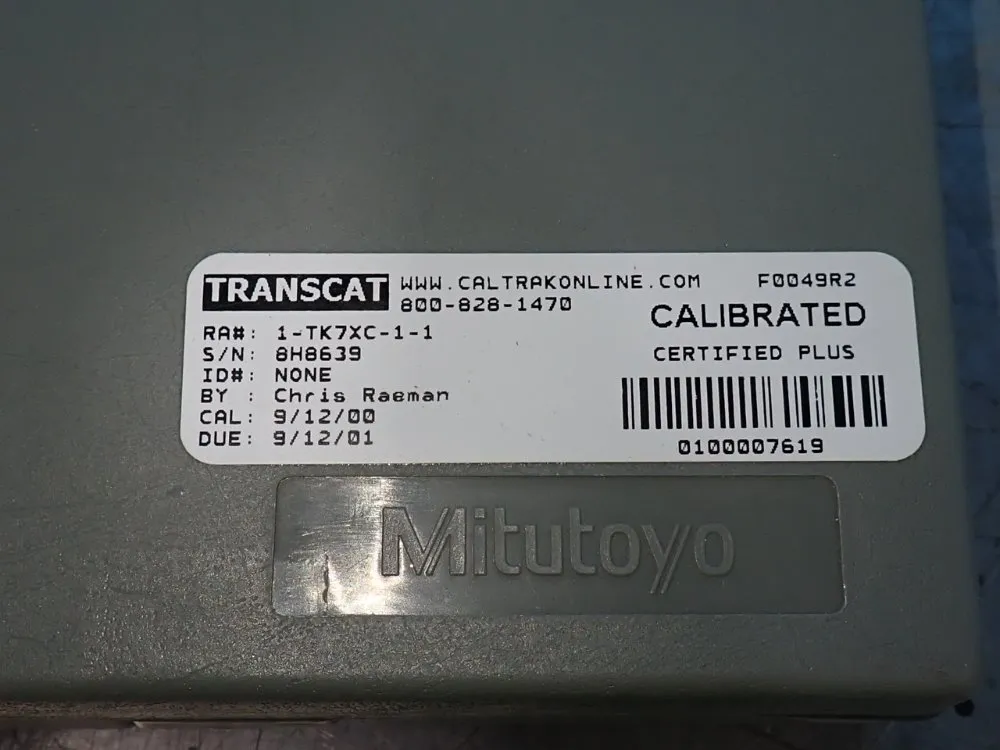 TRANSCAT WWW.CALTRAKONLINE.COM F0049R2
800-828-1470
CALIBRATED
CERTIFIED PLUS
RA#: 1-TK7XC-1-1
S/N: 8H8639
ID#: NONE
BY : Chris Raeman
CAL: 9/12/00
DUE: 9/12/01
0100007619
Mitutoyo